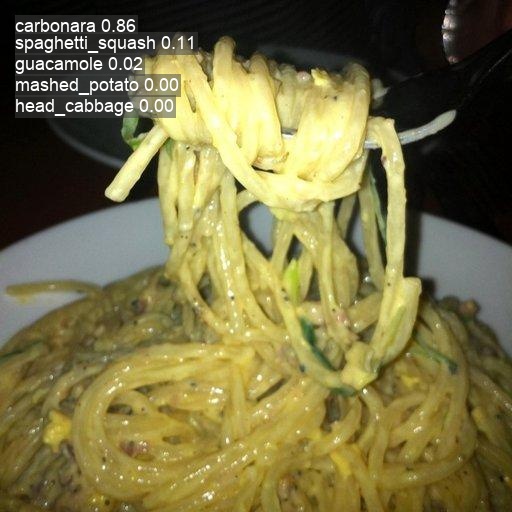 carbonara 0.86
spaghetti_squash 0.11
guacamole 0.02
mashed_potato 0.00
head_cabbage 0.00